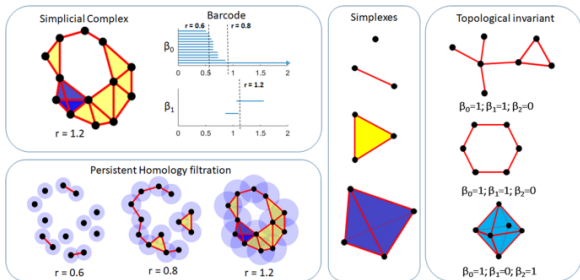 Simplicial Complex
r = 1.2
Barcode
r = 0.6
r = 0.8
β₀
0 0.5 1 1.5 2
r = 1.2
β₁
0 0.5 1 1.5 2
Persistent Homology filtration
r = 0.6
r = 0.8
r = 1.2
Simplexes
Topological invariant
β₀=1; β₁=1; β₂=0
β₀=1; β₁=1; β₂=0
β₀=1; β₁=0; β₂=1